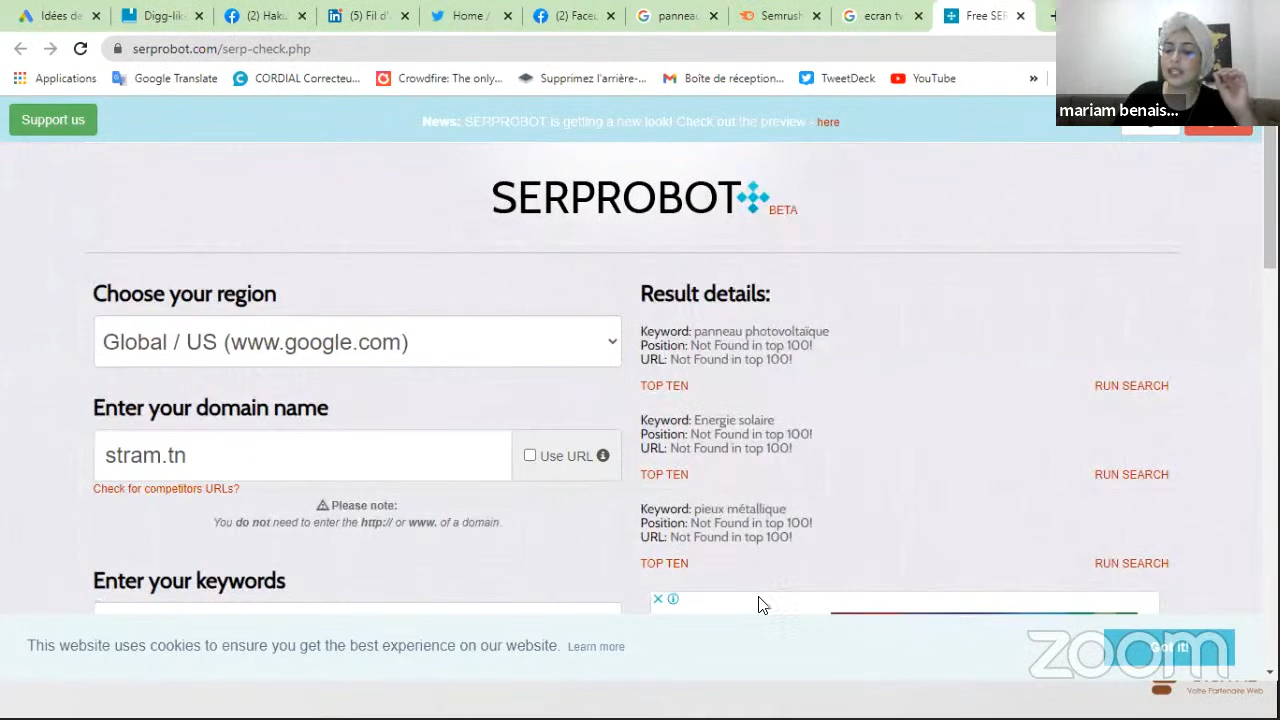 Idées de
Digg-lik
(2) Haku
(5) Fil d'
Home /
(2) Face
pannea
Semrush
ecran tv
Free SER
serprobot.com/serp-check.php
Applications
Google Translate
CORDIAL Correcteu...
Crowdfire: The only...
Supprimez l'arrière-...
Boîte de réception...
TweetDeck
YouTube
»
mariam benais...
Support us
News: SERPROBOT is getting a new look! Check out the preview - here
SERPROBOT
BETA
Choose your region
Global / US (www.google.com)
Enter your domain name
stram.tn
Use URL
Check for competitors URLs?
Please note:
You do not need to enter the http:// or www. of a domain.
Enter your keywords
Result details:
Keyword: panneau photovoltaïque
Position: Not Found in top 100!
URL: Not Found in top 100!
TOP TEN
RUN SEARCH
Keyword: Energie solaire
Position: Not Found in top 100!
URL: Not Found in top 100!
TOP TEN
RUN SEARCH
Keyword: pieux métallique
Position: Not Found in top 100!
URL: Not Found in top 100!
TOP TEN
RUN SEARCH
This website uses cookies to ensure you get the best experience on our website. Learn more
Got it!
zoom
Votre Partenaire Web